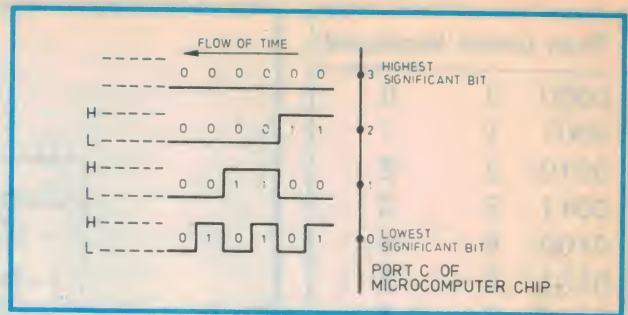 FLOW OF TIME
0 0 0 0 0 0
3 HIGHEST
SIGNIFICANT BIT
H
0 0 0 0 1 1
2
L
H
0 0 1 1 0 0
1
L
H
0 1 0 1 0 1
0 LOWEST
SIGNIFICANT BIT
L
PORT C OF
MICROCOMPUTER CHIP